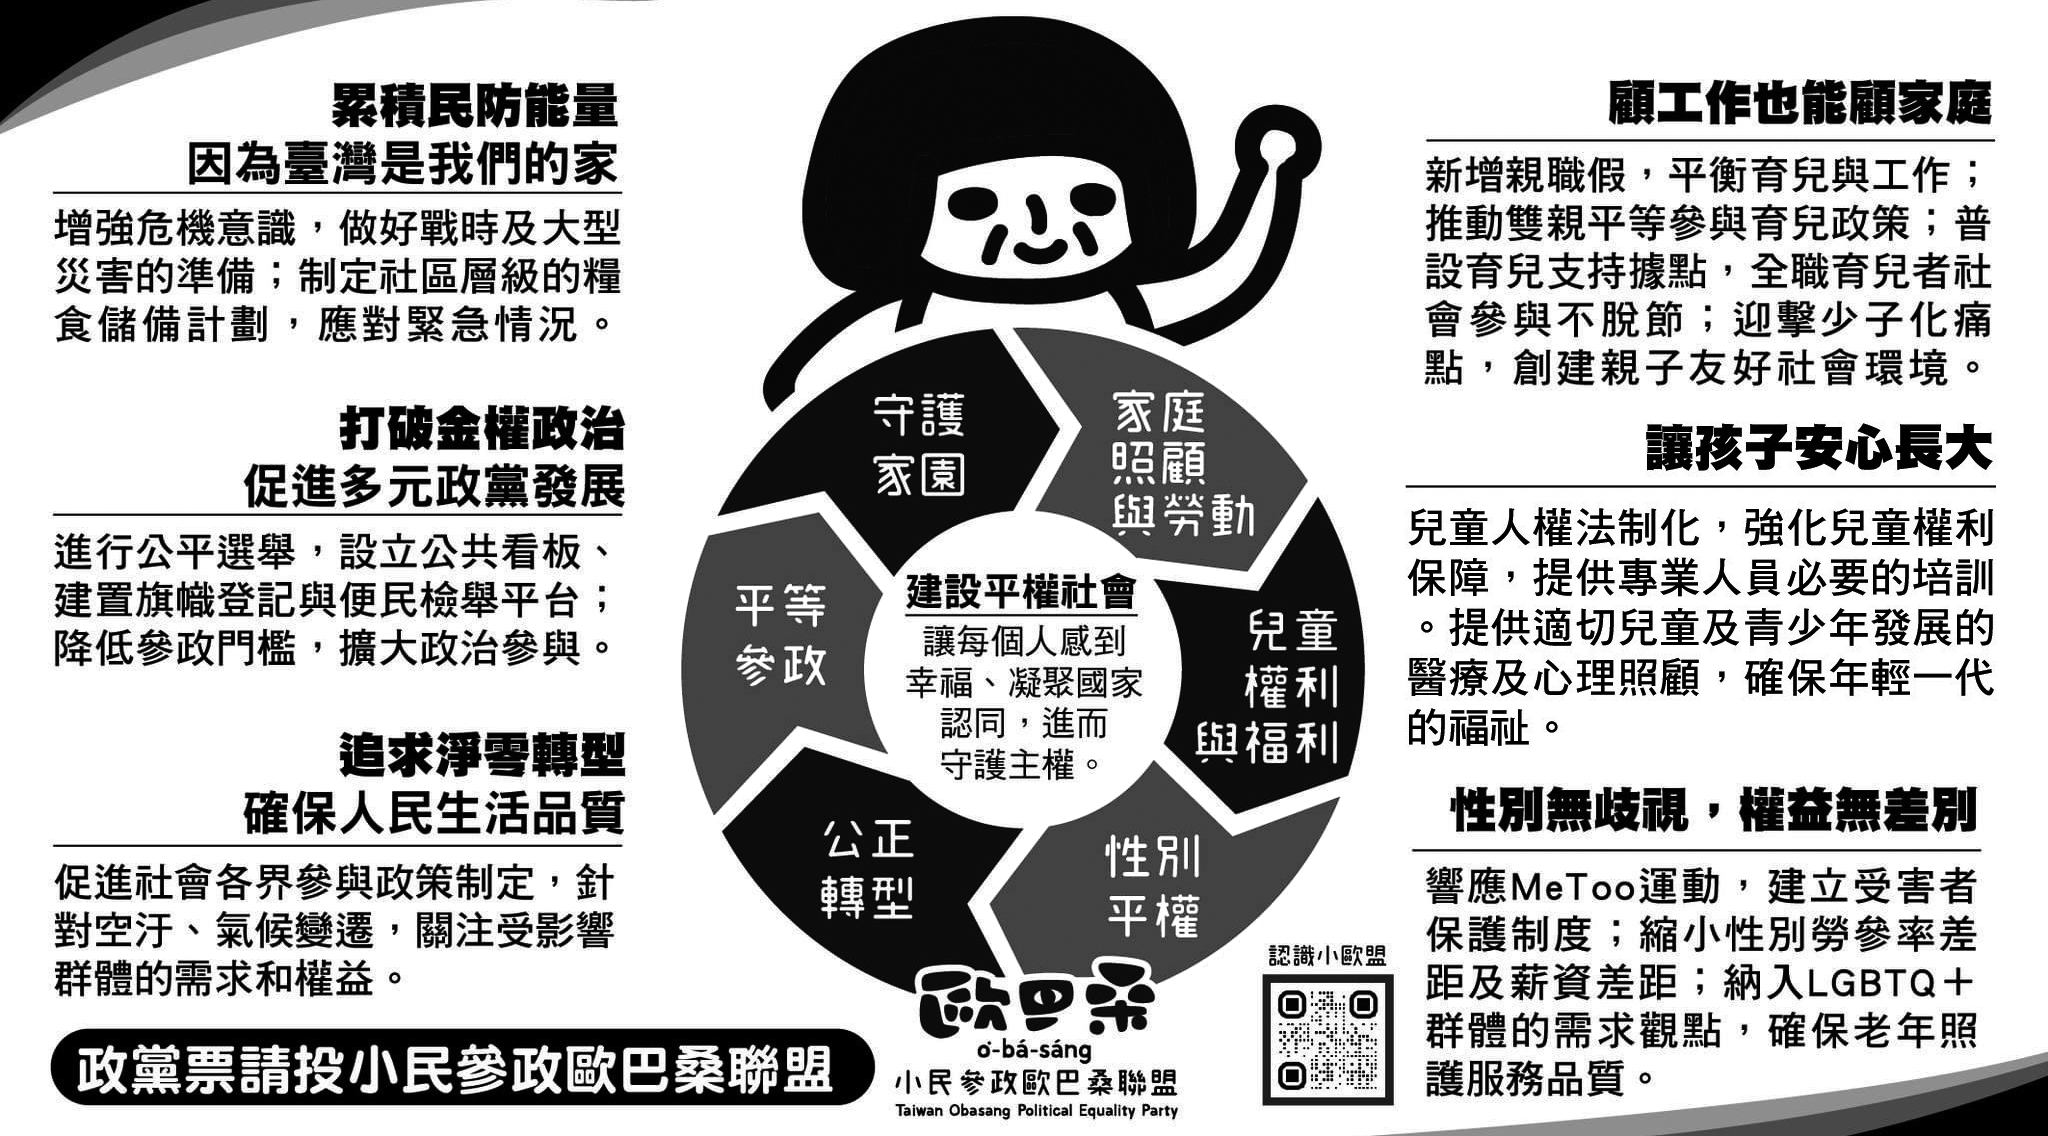 累積民防能量
因為臺灣是我們的家
增強危機意識，做好戰時及大型
災害的準備；制定社區層級的糧
食儲備計劃，應對緊急情況。
打破金權政治
促進多元政黨發展
進行公平選舉，設立公共看板、
建置旗幟登記與便民檢舉平台；
降低參政門檻，擴大政治參與。
追求淨零轉型
確保人民生活品質
促進社會各界參與政策制定，針
對空汙、氣候變遷，關注受影響
群體的需求和權益。
政黨票請投小民參政歐巴桑聯盟
守護
家園
家庭
照顧
與勞動
平等
參政
建設平權社會
讓每個人感到
幸福、凝聚國家
認同，進而
守護主權。
兒童
權利
與福利
公正
轉型
性別
平權
歐巴桑
o͘-bá-sáng
小民參政歐巴桑聯盟
Taiwan Obasang Political Equality Party
認識小歐盟
顧工作也能顧家庭
新增親職假，平衡育兒與工作；
推動雙親平等參與育兒政策；普
設育兒支持據點，全職育兒者社
會參與不脫節；迎擊少子化痛
點，創建親子友好社會環境。
讓孩子安心長大
兒童人權法制化，強化兒童權利
保障，提供專業人員必要的培訓
。提供適切兒童及青少年發展的
醫療及心理照顧，確保年輕一代
的福祉。
性別無歧視，權益無差別
響應MeToo運動，建立受害者
保護制度；縮小性別勞參率差
距及薪資差距；納入LGBTQ＋
群體的需求觀點，確保老年照
護服務品質。